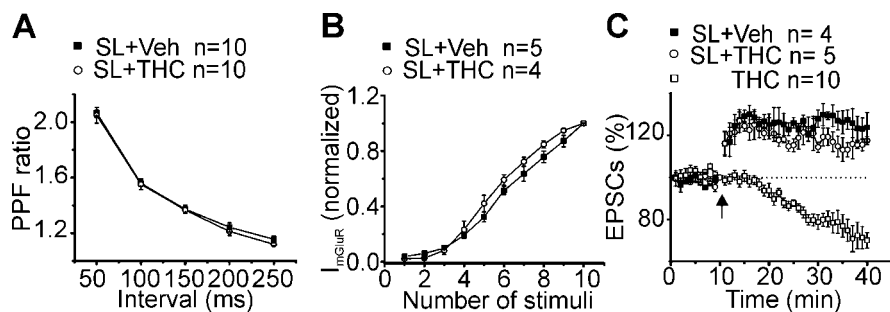 A
SL+Veh n=10
SL+THC n=10
PPF ratio
2.0
1.6
1.2
50
100
150
200
250
Interval (ms)
B
SL+Veh n=5
SL+THC n=4
I mGluR (normalized)
1.2
0.8
0.4
0.0
0 2 4 6 8 10
Number of stimuli
C
SL+Veh n= 4
SL+THC n= 5
THC n=10
EPSCs (%)
120
80
0 10 20 30 40
Time (min)